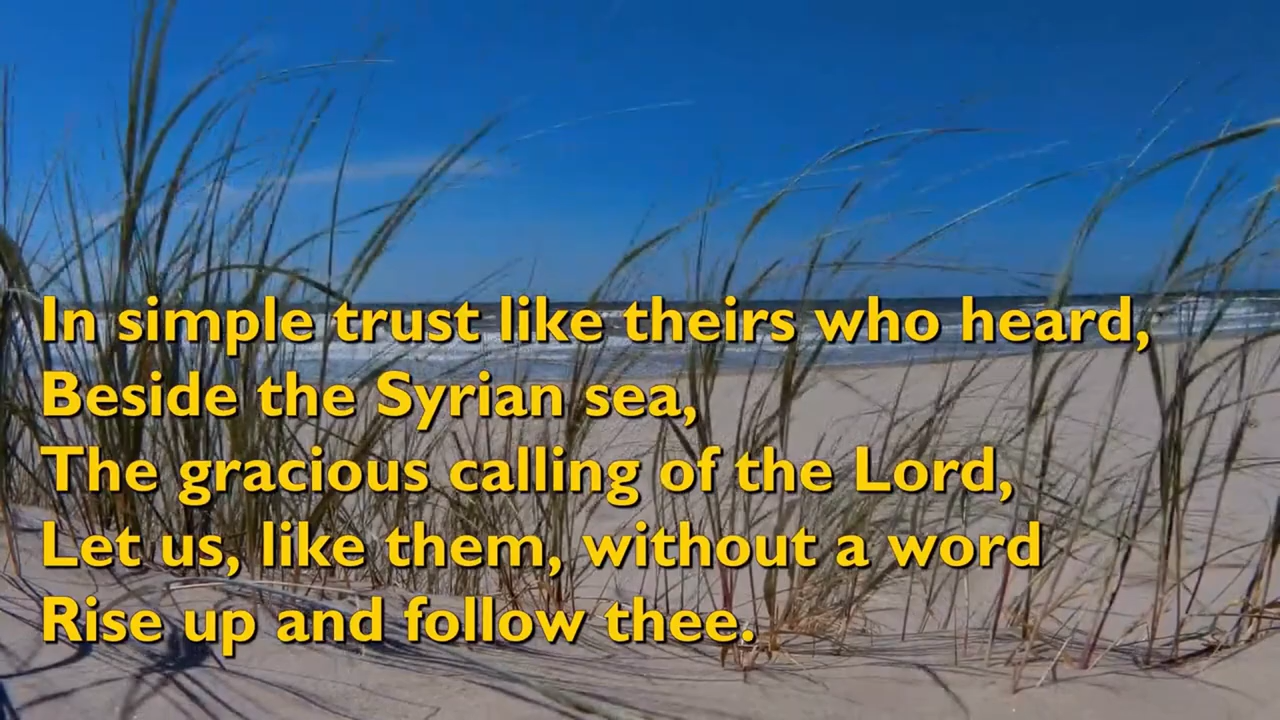 In simple trust like theirs who heard,
Beside the Syrian sea,
The gracious calling of the Lord,
Let us, like them, without a word
Rise up and follow thee.